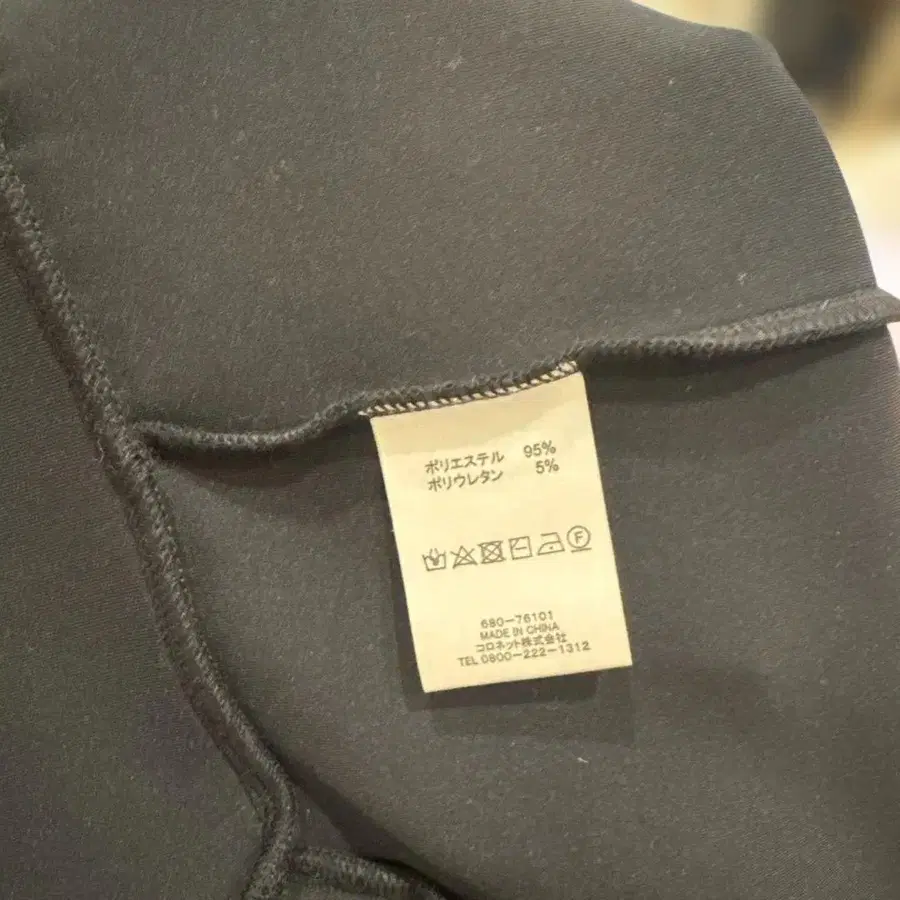 ポリエステル 95%
ポリウレタン 5%
F
680-76101
MADE IN CHINA
コロネット株式会社
TEL 0800-222-1312